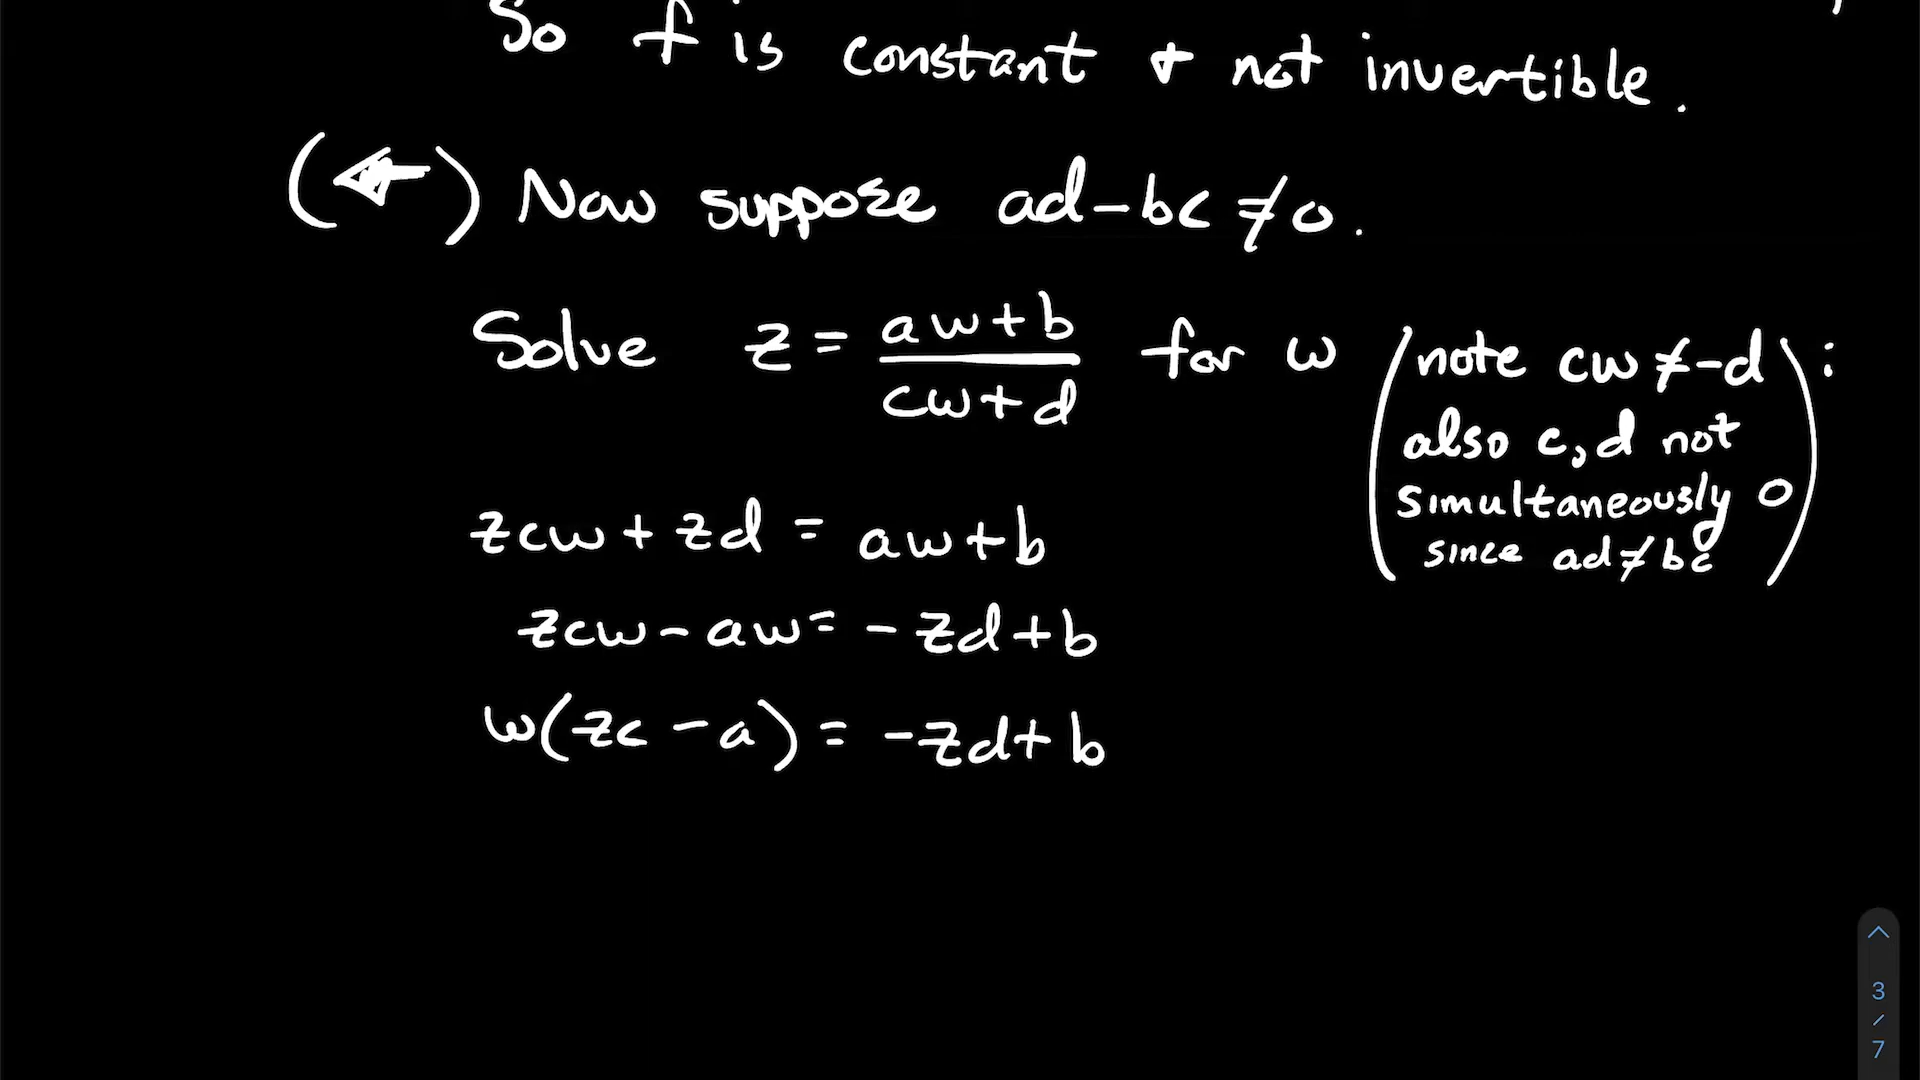 So f is constant & not invertible.
(⇐) Now suppose ad-bc ≠ 0.
Solve z = \frac{aw+b}{cw+d} for w (note cw ≠ -d):
also c,d not
simultaneously 0
since ad ≠ bc
zcw + zd = aw+b
zcw - aw = -zd+b
w(zc - a) = -zd+b
3
/
7